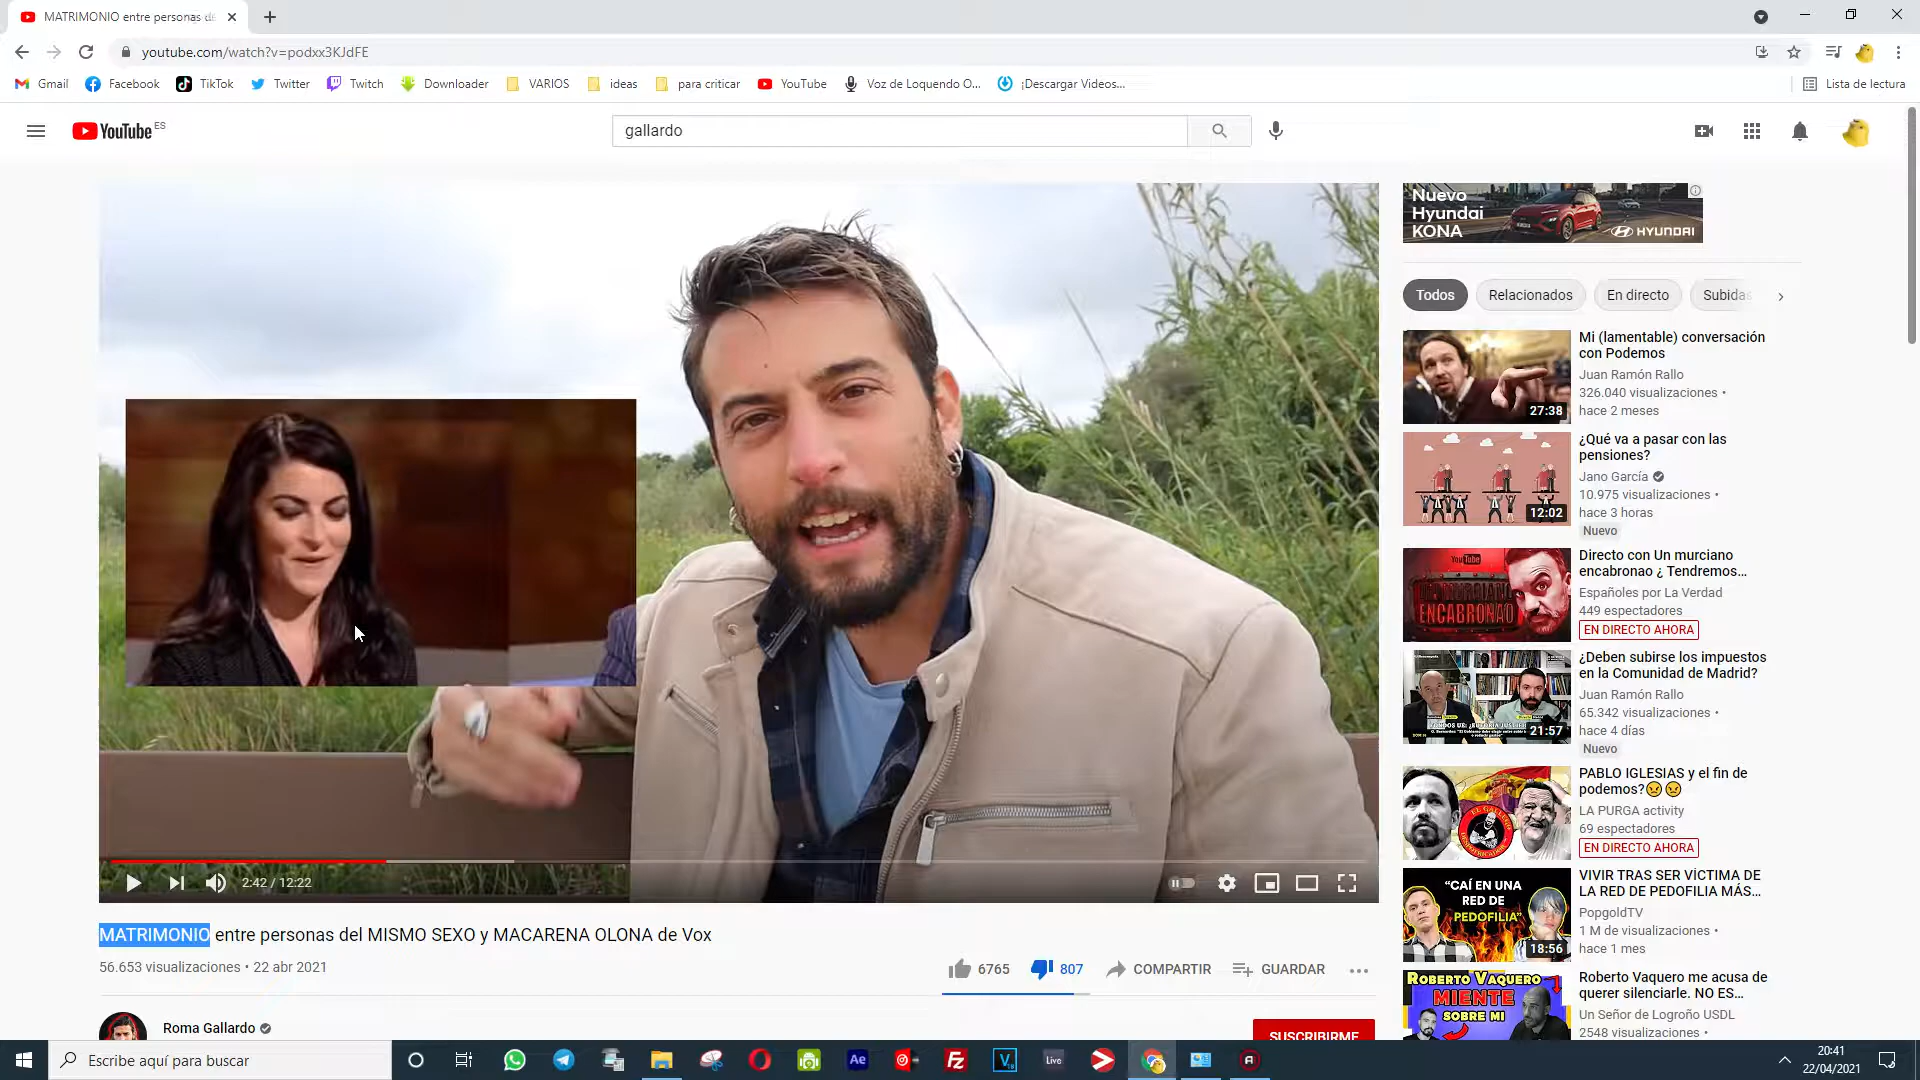 MATRIMONIO entre personas de
youtube.com/watch?v=podxx3KJdFE
Gmail
Facebook
TikTok
Twitter
Twitch
Downloader
VARIOS
ideas
para criticar
YouTube
Voz de Loquendo O...
¡Descargar Videos...
Lista de lectura
YouTube ES
gallardo
Nuevo
Hyundai
KONA
HYUNDAI
Todos
Relacionados
En directo
Subidas
Mi (lamentable) conversación
con Podemos
Juan Ramón Rallo
326.040 visualizaciones •
hace 2 meses
27:38
¿Qué va a pasar con las
pensiones?
Jano García
10.975 visualizaciones •
hace 3 horas
Nuevo
12:02
YouTube
UN MURCIANO
ENCABRONAO
Directo con Un murciano
encabronao ¿ Tendremos...
Españoles por La Verdad
449 espectadores
EN DIRECTO AHORA
¿Deben subirse los impuestos
en la Comunidad de Madrid?
Juan Ramón Rallo
65.342 visualizaciones •
hace 4 días
Nuevo
21:57
PABLO IGLESIAS y el fin de
podemos?😠😠
LA PURGA activity
69 espectadores
EN DIRECTO AHORA
"CAÍ EN UNA
RED DE
PEDOFILIA"
18:56
VIVIR TRAS SER VÍCTIMA DE
LA RED DE PEDOFILIA MÁS...
PopgoldTV
1 M de visualizaciones •
hace 1 mes
ROBERTO VAQUERO
MIENTE
SOBRE MI
Roberto Vaquero me acusa de
querer silenciarle. NO ES...
Un Señor de Logroño USDL
2548 visualizaciones •
2:42 / 12:22
MATRIMONIO entre personas del MISMO SEXO y MACARENA OLONA de Vox
56.653 visualizaciones • 22 abr 2021
6765
807
COMPARTIR
GUARDAR
Roma Gallardo
SUSCRIBIRME
Escribe aquí para buscar
Ae
Fz
V
Live
20:41
22/04/2021